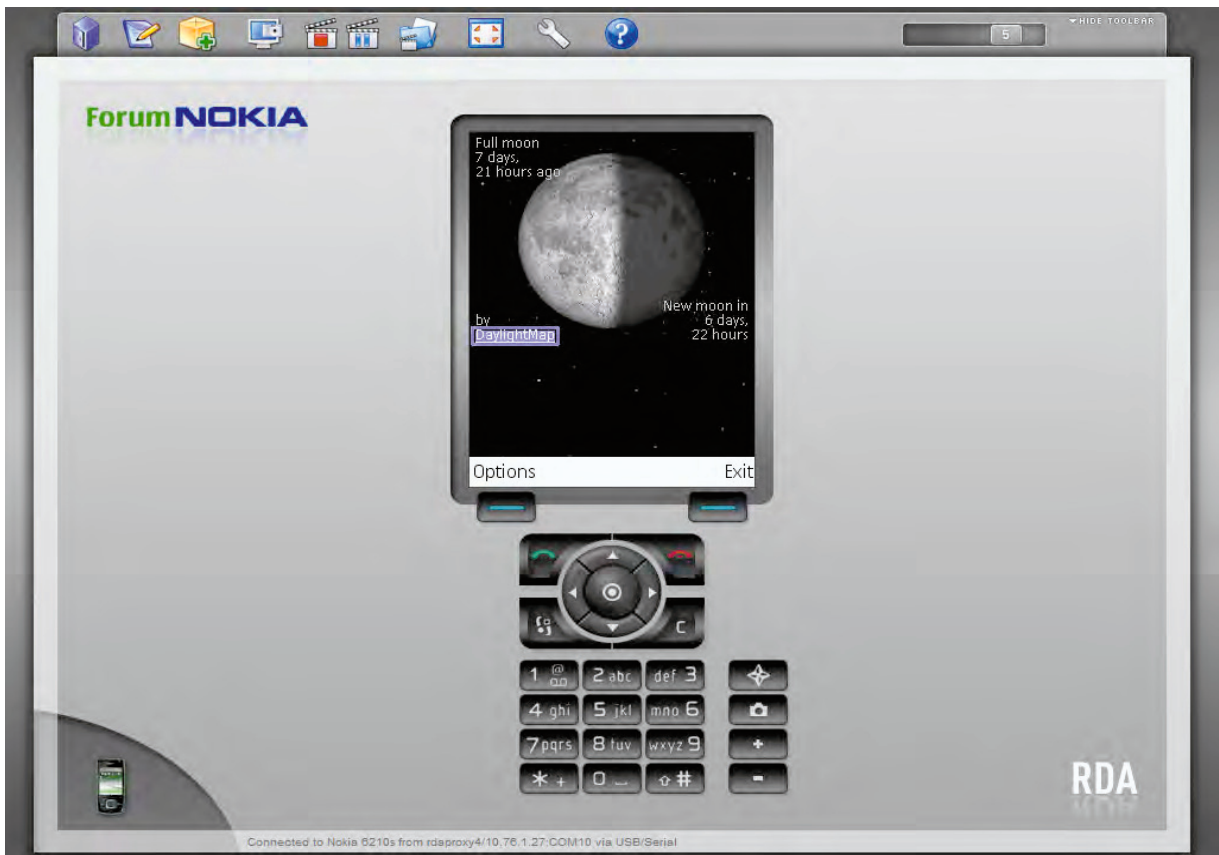 HIDE TOOLBAR
5
Forum NOKIA
Full moon
7 days,
21 hours ago
New moon in
6 days,
22 hours
by
DaylightMap
Options
Exit
C
1 @
2 abc
def 3
4 ghi
5 jkl
mno 6
7 pqrs
8 tuv
wxyz 9
* +
0
#
+
-
RDA
Connected to Nokia 6210s from rdaproxy4/10.76.1.27:COM10 via USB/Serial